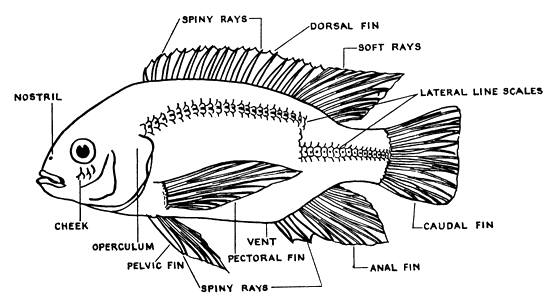 SPINY RAYS
DORSAL FIN
SOFT RAYS
LATERAL LINE SCALES
NOSTRIL
CHEEK
OPERCULUM
PELVIC FIN
SPINY RAYS
VENT
PECTORAL FIN
ANAL FIN
CAUDAL FIN